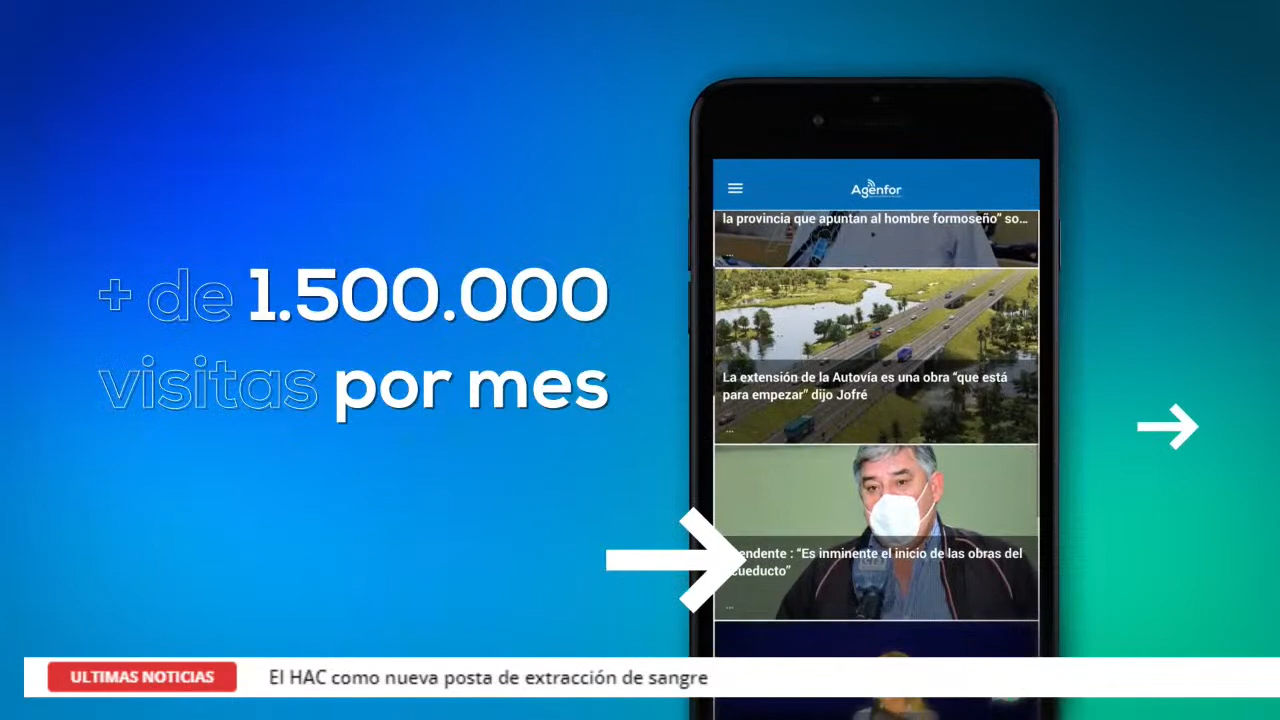 + de 1.500.000
visitas por mes
Agenfor
la provincia que apuntan al hombre formoseño” so...
...
La extensión de la Autovía es una obra “que está
para empezar” dijo Jofré
...
: “Es inminente el inicio de las obras del
...
ULTIMAS NOTICIAS
El HAC como nueva posta de extracción de sangre